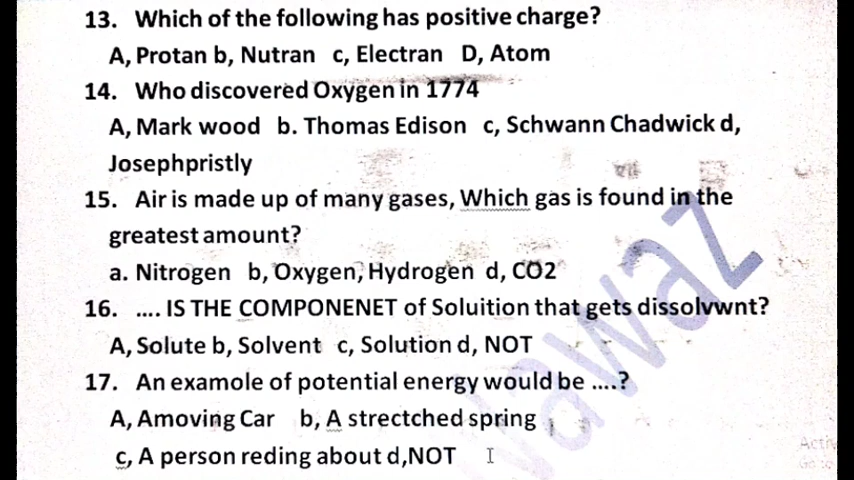 13. Which of the following has positive charge?
A, Protan b, Nutran c, Electran D, Atom
14. Who discovered Oxygen in 1774
A, Mark wood b. Thomas Edison c, Schwann Chadwick d,
Josephpristly
15. Air is made up of many gases, Which gas is found in the
greatest amount?
a. Nitrogen b, Oxygen, Hydrogen d, CO2
16. .... IS THE COMPONENET of Soluition that gets dissolvwnt?
A, Solute b, Solvent c, Solution d, NOT
17. An examole of potential energy would be ....?
A, Amoving Car b, A strectched spring
c, A person reding about d,NOT